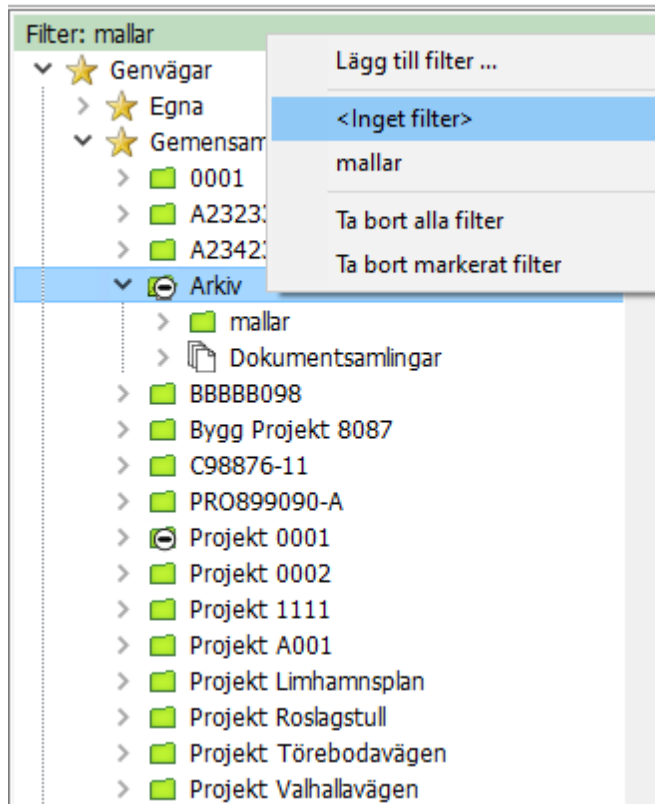 Filter: mallar
Genvägar
Egna
Gemensam
0001
A2323
A2342
Arkiv
mallar
Dokumentsamlingar
BBBBB098
Bygg Projekt 8087
C98876-11
PRO899090-A
Projekt 0001
Projekt 0002
Projekt 1111
Projekt A001
Projekt Limhamnsplan
Projekt Roslagstull
Projekt Törebodavägen
Projekt Valhallavägen
Lägg till filter ...
<Inget filter>
mallar
Ta bort alla filter
Ta bort markerat filter